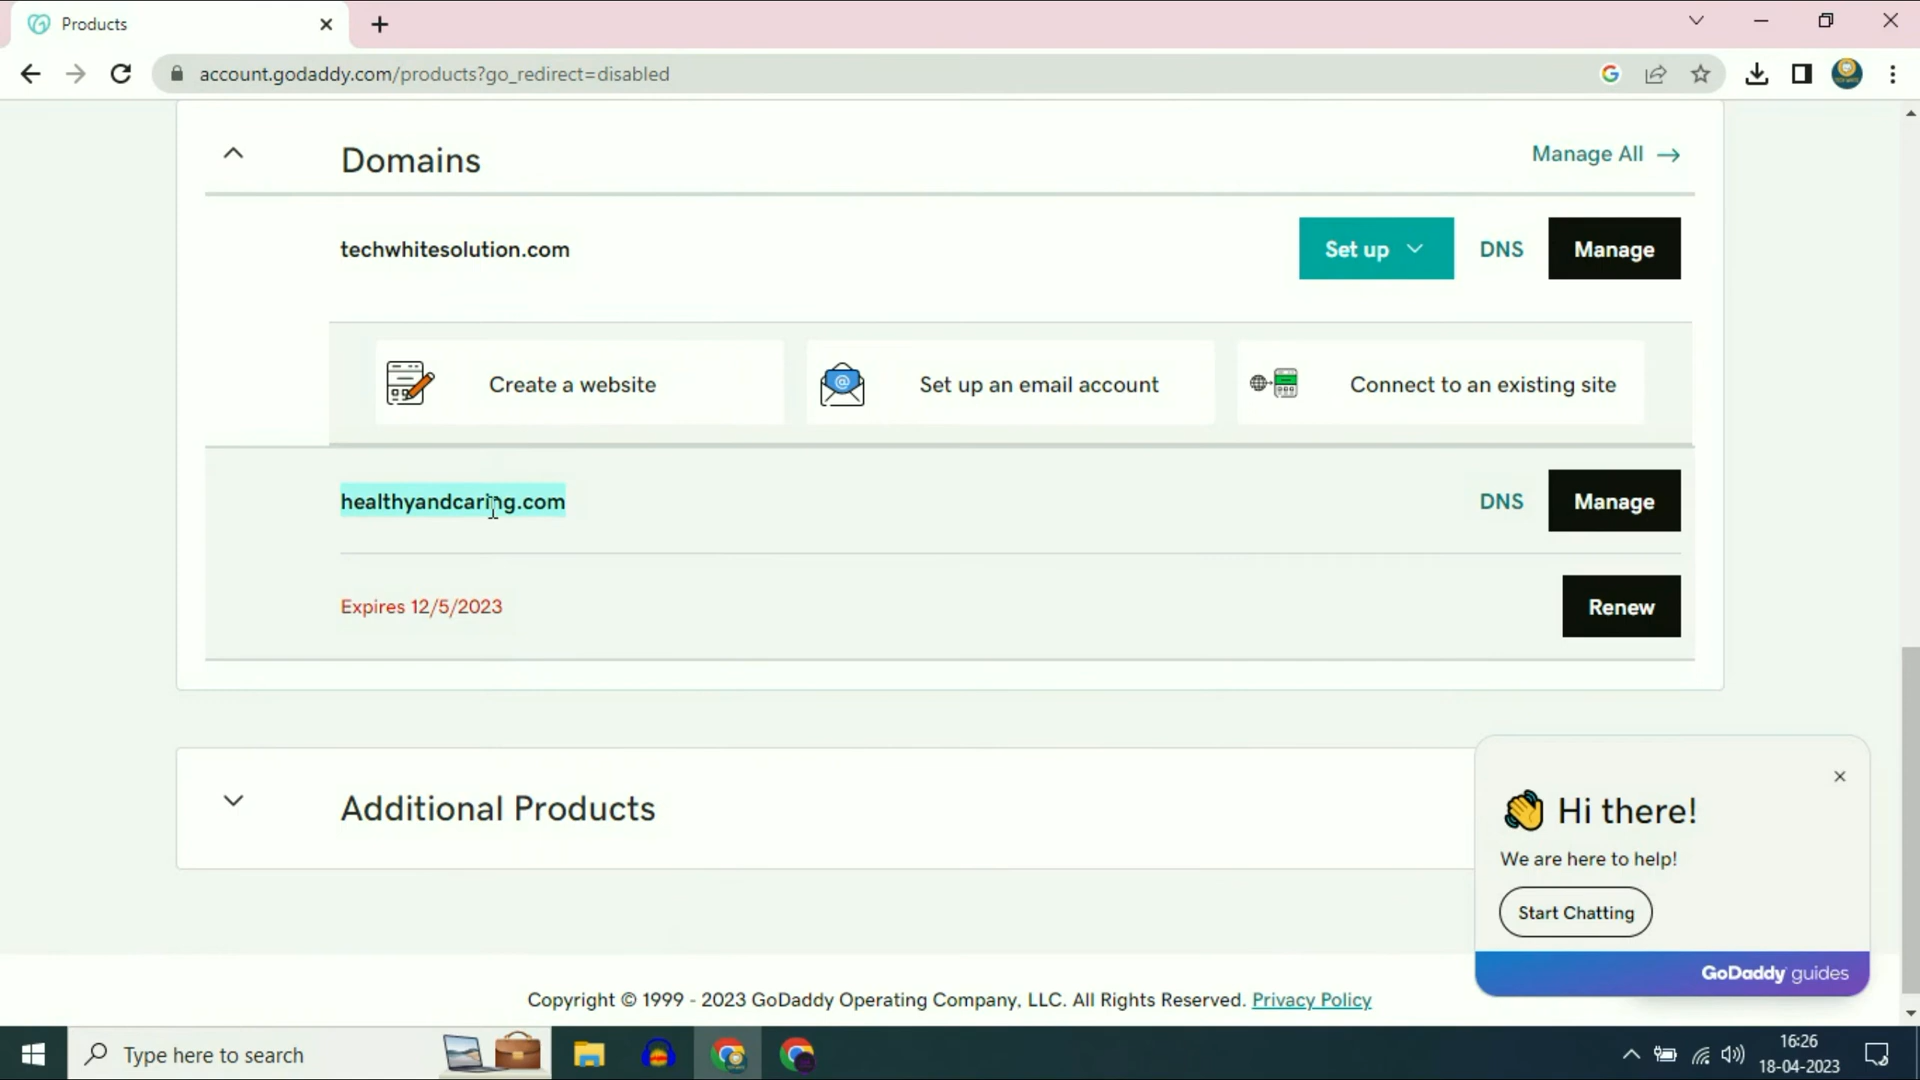 Products
account.godaddy.com/products?go_redirect=disabled
Domains
Manage All →
techwhitesolution.com
Set up
DNS
Manage
Create a website
Set up an email account
Connect to an existing site
healthyandcaring.com
DNS
Manage
Expires 12/5/2023
Renew
Additional Products
Hi there!
We are here to help!
Start Chatting
GoDaddy guides
Copyright © 1999 - 2023 GoDaddy Operating Company, LLC. All Rights Reserved. Privacy Policy
Type here to search
16:26
18-04-2023